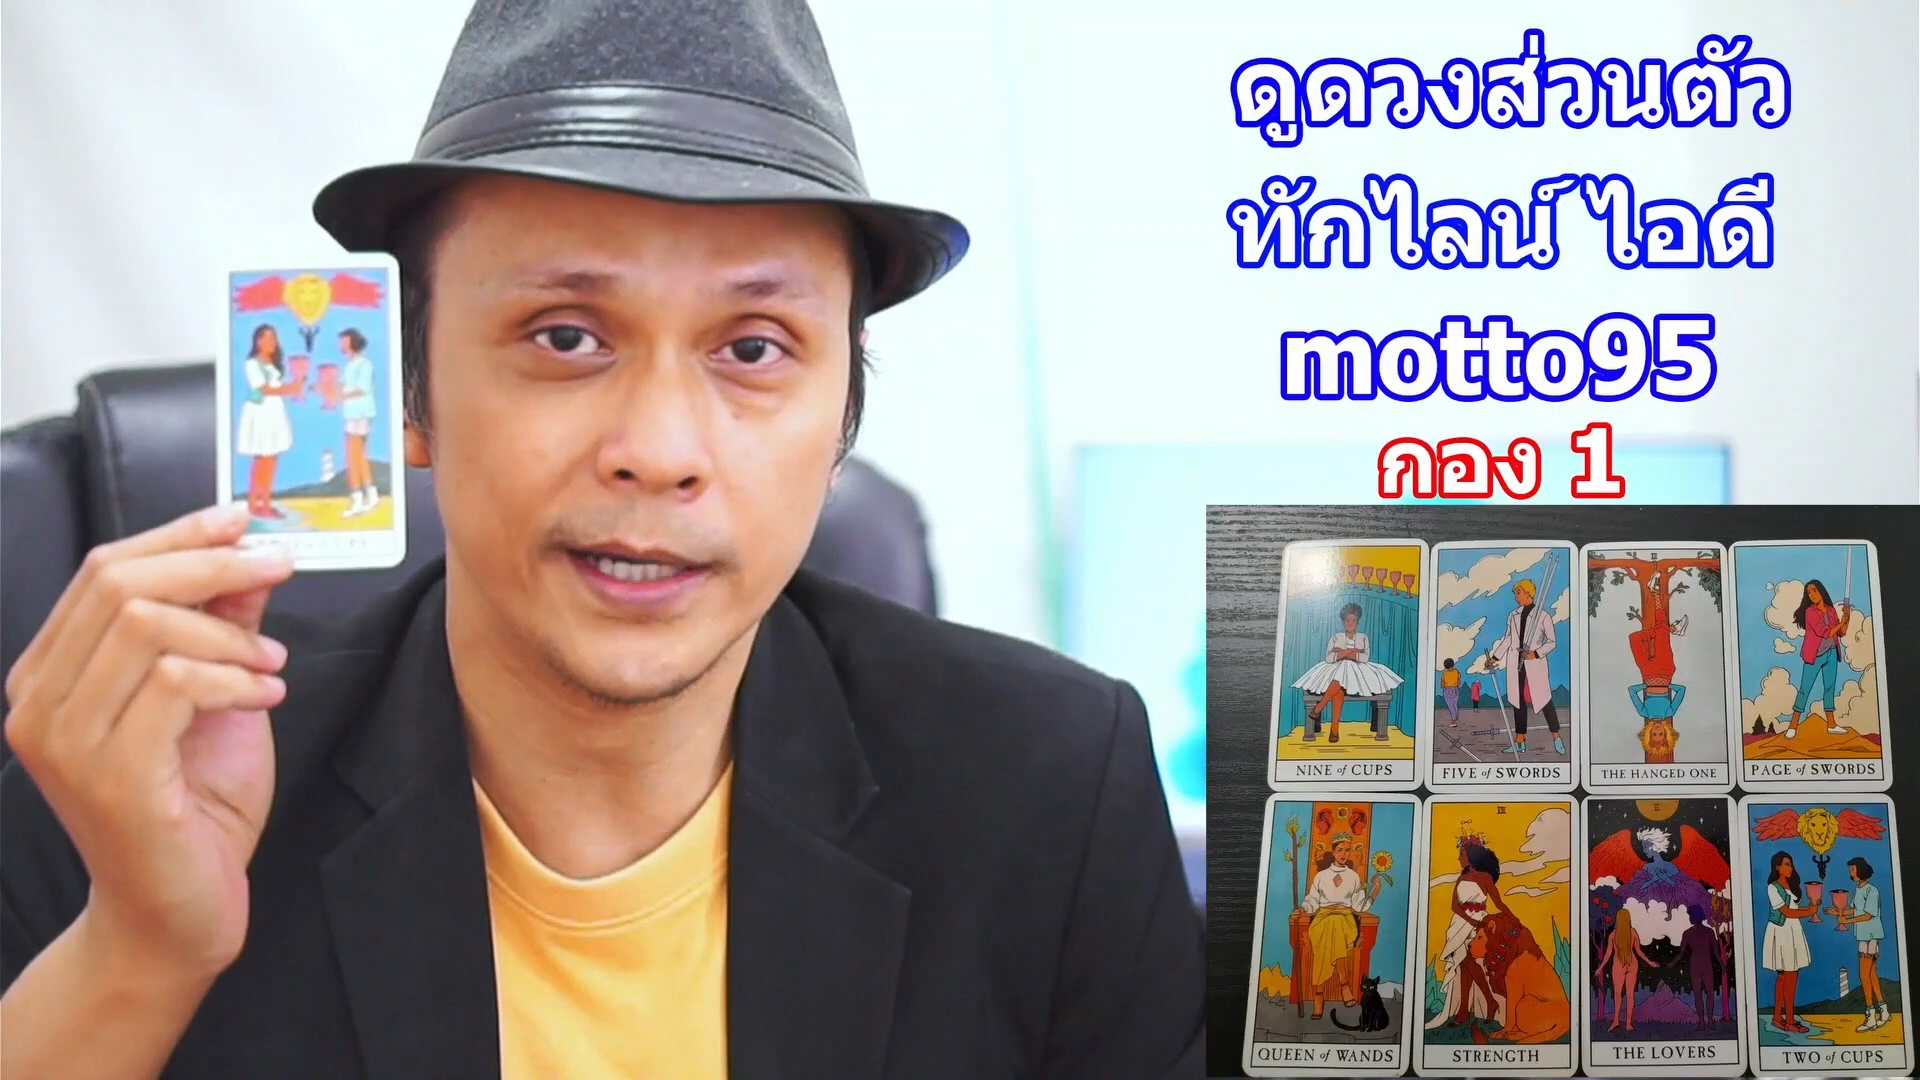 ดูดวงส่วนตัว
ทักไลน์ ไอดี
motto95
กอง 1
NINE of CUPS
FIVE of SWORDS
THE HANGED ONE
PAGE of SWORDS
QUEEN of WANDS
STRENGTH
THE LOVERS
TWO of CUPS